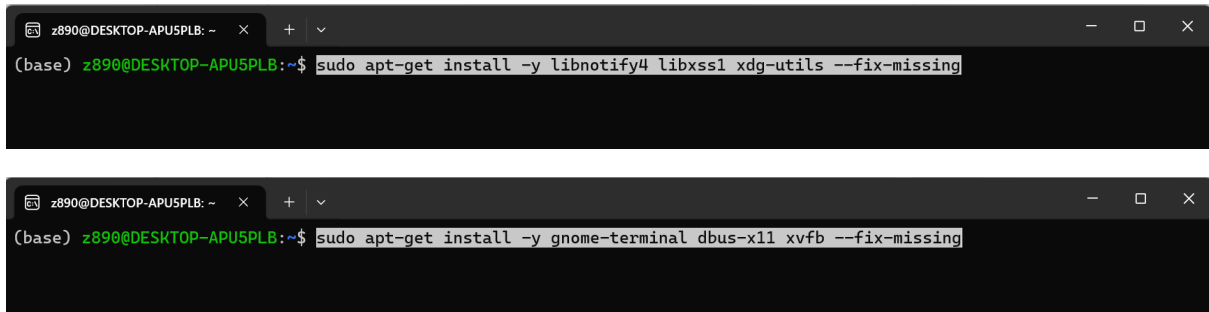 z890@DESKTOP-APU5PLB: ~
(base) z890@DESKTOP-APU5PLB:~$ sudo apt-get install -y libnotify4 libxss1 xdg-utils --fix-missing
z890@DESKTOP-APU5PLB: ~
(base) z890@DESKTOP-APU5PLB:~$ sudo apt-get install -y gnome-terminal dbus-x11 xvfb --fix-missing